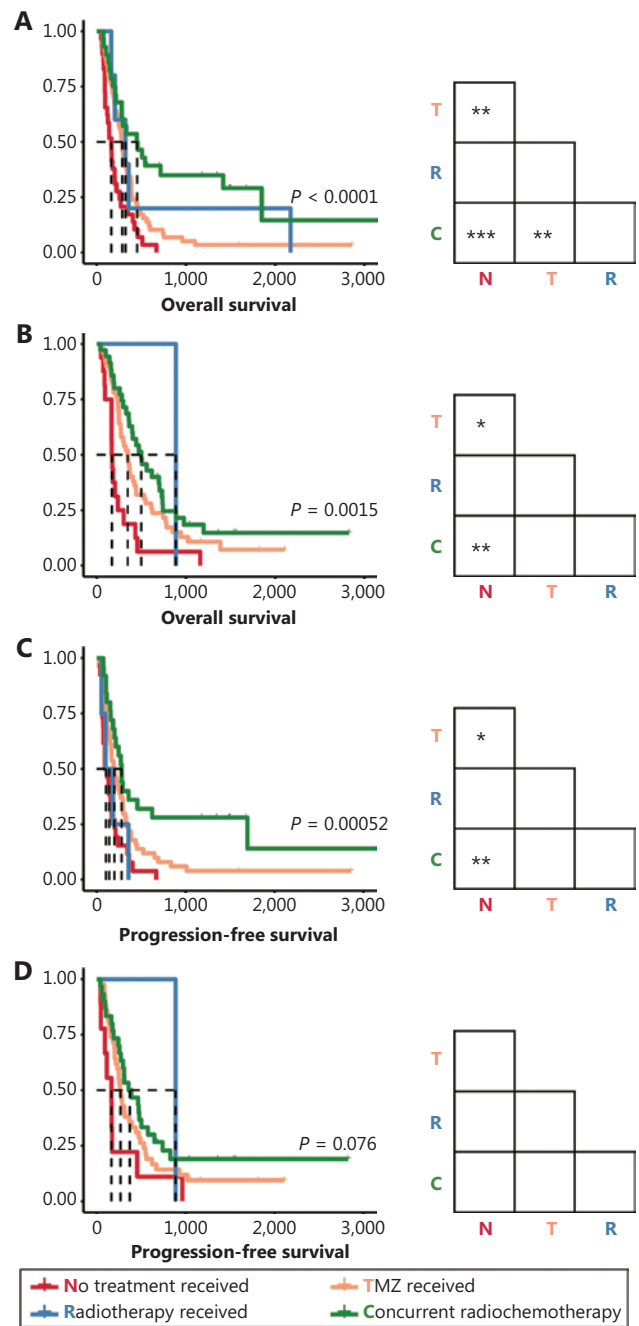 A
1.00
0.75
0.50
0.25
0.00
P < 0.0001
0 1,000 2,000 3,000
Overall survival
T **
R
C *** **
N T R
B
1.00
0.75
0.50
0.25
0.00
P = 0.0015
0 1,000 2,000 3,000
Overall survival
T *
R
C **
N T R
C
1.00
0.75
0.50
0.25
0.00
P = 0.00052
0 1,000 2,000 3,000
Progression-free survival
T *
R
C **
N T R
D
1.00
0.75
0.50
0.25
0.00
P = 0.076
0 1,000 2,000 3,000
Progression-free survival
T
R
C
N T R
No treatment received TMZ received
Radiotherapy received Concurrent radiochemotherapy